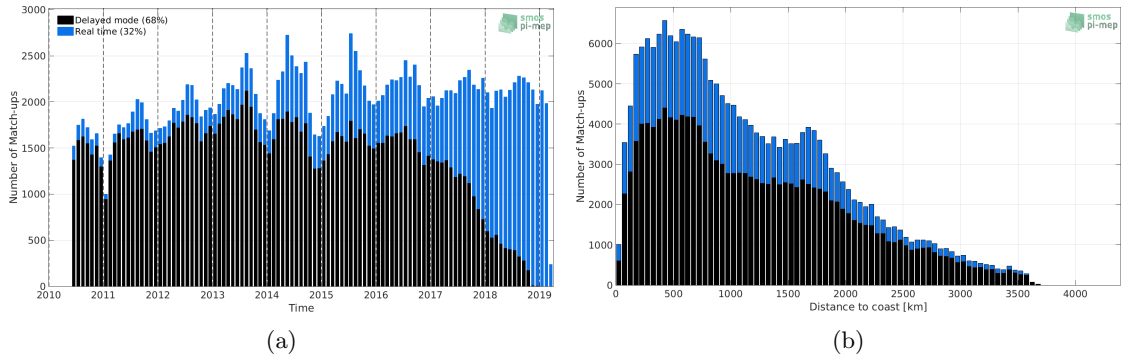 Delayed mode (68%)
Real time (32%)
smos
pi-mep
Number of Match-ups
3000
2500
2000
1500
1000
500
0
2010 2011 2012 2013 2014 2015 2016 2017 2018 2019
Time
(a)
smos
pi-mep
Number of Match-ups
6000
5000
4000
3000
2000
1000
0
0 500 1000 1500 2000 2500 3000 3500 4000
Distance to coast [km]
(b)